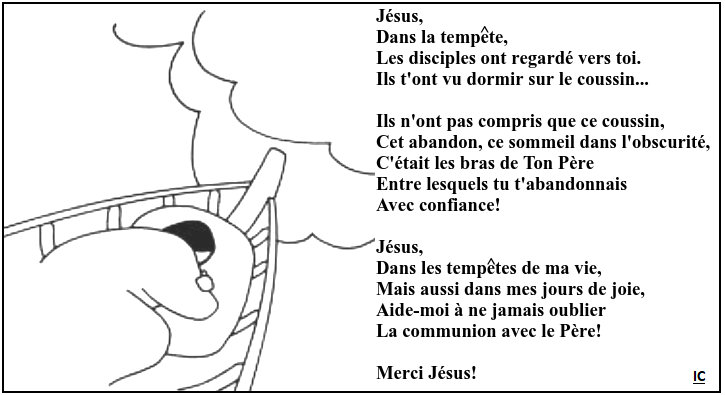 Jésus,
Dans la tempête,
Les disciples ont regardé vers toi.
Ils t'ont vu dormir sur le coussin...
Ils n'ont pas compris que ce coussin,
Cet abandon, ce sommeil dans l'obscurité,
C'était les bras de Ton Père
Entre lesquels tu t'abandonnais
Avec confiance!
Jésus,
Dans les tempêtes de ma vie,
Mais aussi dans mes jours de joie,
Aide-moi à ne jamais oublier
La communion avec le Père!
Merci Jésus!
IC